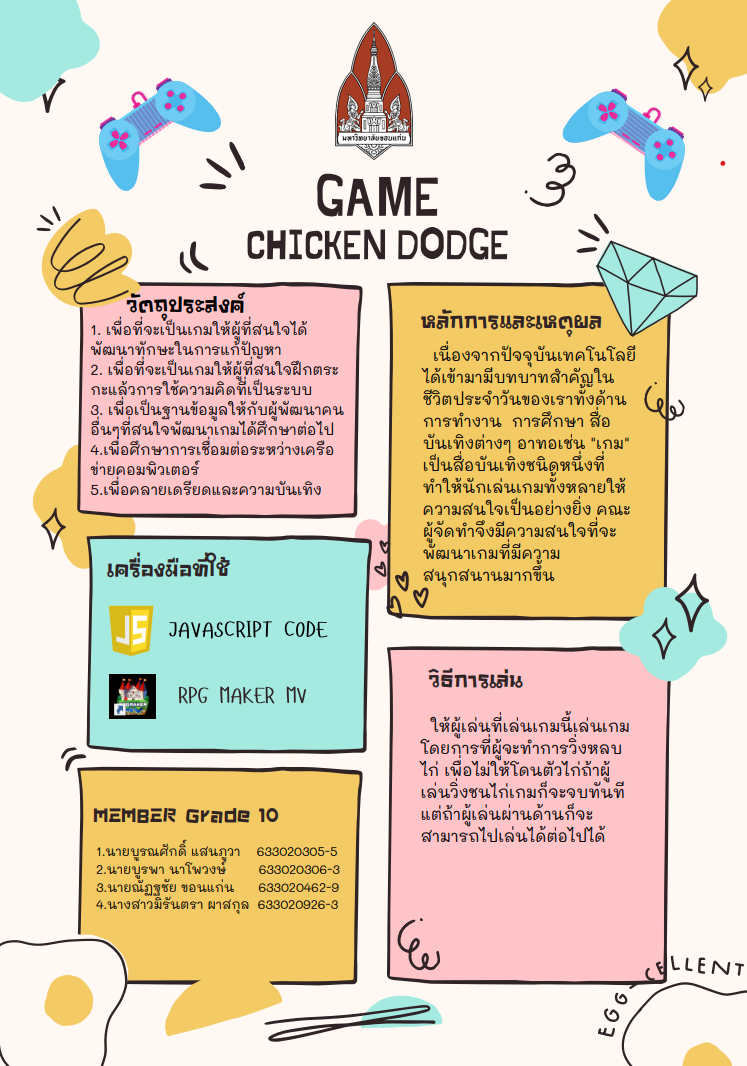 มหาวิทยาลัยขอนแก่น
GAME
CHICKEN DODGE
วัตถุประสงค์
1. เพื่อที่จะเป็นเกมให้ผู้ที่สนใจได้
พัฒนาทักษะในการแก้ปัญหา
2. เพื่อที่จะเป็นเกมให้ผู้ที่สนใจฝึกตระ
กะแล้วการใช้ความคิดที่เป็นระบบ
3. เพื่อเป็นฐานข้อมูลให้กับผู้พัฒนาคน
อื่นๆที่สนใจพัฒนาเกมได้ศึกษาต่อไป
4.เพื่อศึกษาการเชื่อมต่อระหว่างเครือ
ข่ายคอมพิวเตอร์
5.เพื่อคลายเดรียดและความบันเทิง
หลักการและเหตุผล
เนื่องจากปัจจุบันเทคโนโลยี
ได้เข้ามามีบทบาทสำคัญใน
ชีวิตประจำวันของเราทั้งด้าน
การทำงาน การศึกษา สื่อ
บันเทิงต่างๆ อาทอเช่น "เกม"
เป็นสื่อบันเทิงชนิดหนึ่งที่
ทำให้นักเล่นเกมทั้งหลายให้
ความสนใจเป็นอย่างยิ่ง คณะ
ผู้จัดทำจึงมีความสนใจที่จะ
พัฒนาเกมที่มีความ
สนุกสนานมากขึ้น
เครื่องมือที่ใช้
JS
JAVASCRIPT CODE
RPG MAKER MV
วิธีการเล่น
ให้ผู้เล่นที่เล่นเกมนี้เล่นเกม
โดยการที่ผู้จะทำการวิ่งหลบ
ไก่ เพื่อไม่ให้โดนตัวไก่ถ้าผู้
เล่นวิ่งชนไก่เกมก็จะจบทันที
แต่ถ้าผู้เล่นผ่านด้านก็จะ
สามารถไปเล่นได้ต่อไปได้
MEMBER Grade 10
1.นายบูรณศักดิ์ แสนภูวา 633020305-5
2.นายบูรพา นาโพวงษ์ 633020306-3
3.นายณัฏฐชัย ขอนแก่น 633020462-9
4.นางสาวมิรันตรา ผาสกุล 633020926-3
EGGXCELLENT